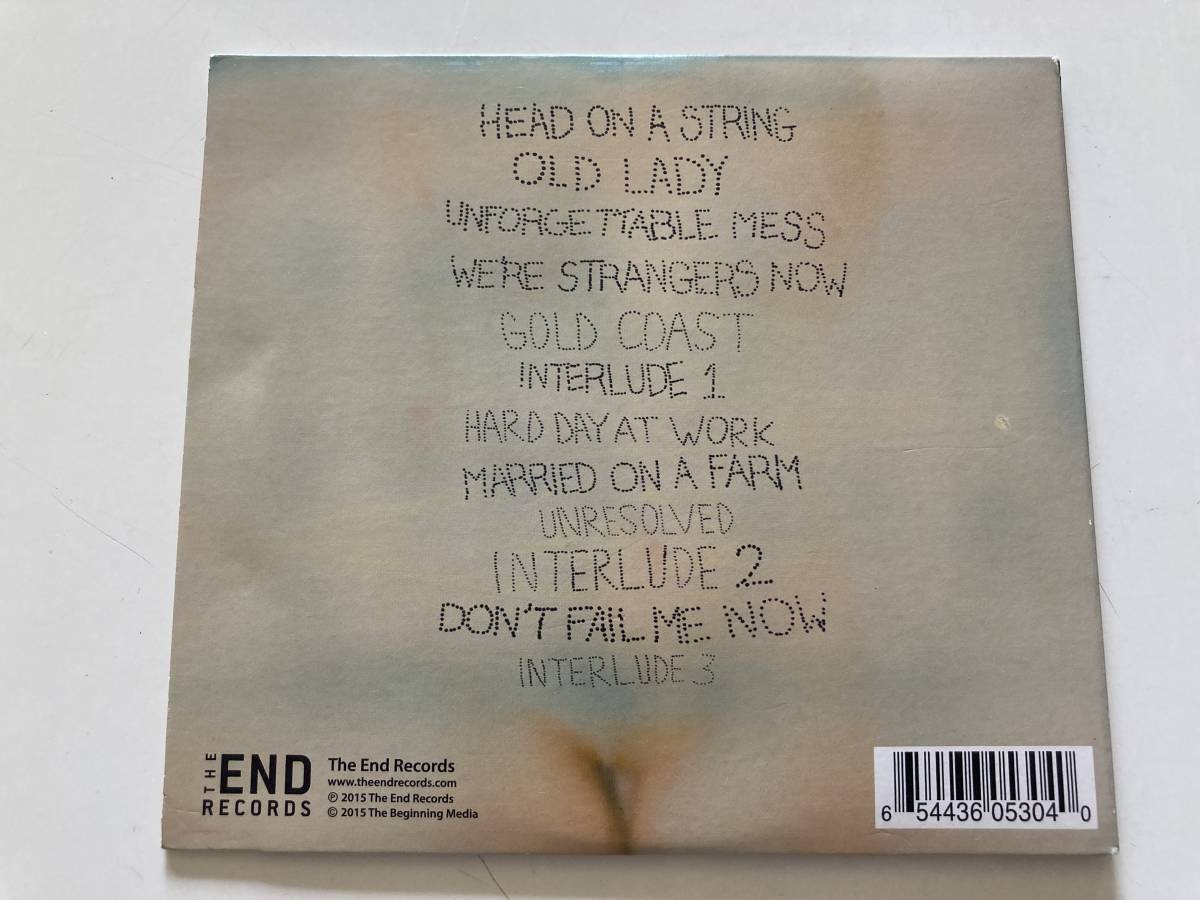 HEAD ON A STRING
OLD LADY
UNFORGETTABLE MESS
WE'RE STRANGERS NOW
GOLD COAST
INTERLUDE 1
HARD DAY AT WORK
MARRIED ON A FARM
UNRESOLVED
INTERLUDE 2
DON'T FAIL ME NOW
INTERLUDE 3
THE END
RECORDS
The End Records
www.theendrecords.com
℗ 2015 The End Records
© 2015 The Beginning Media
6 54436 05304 0